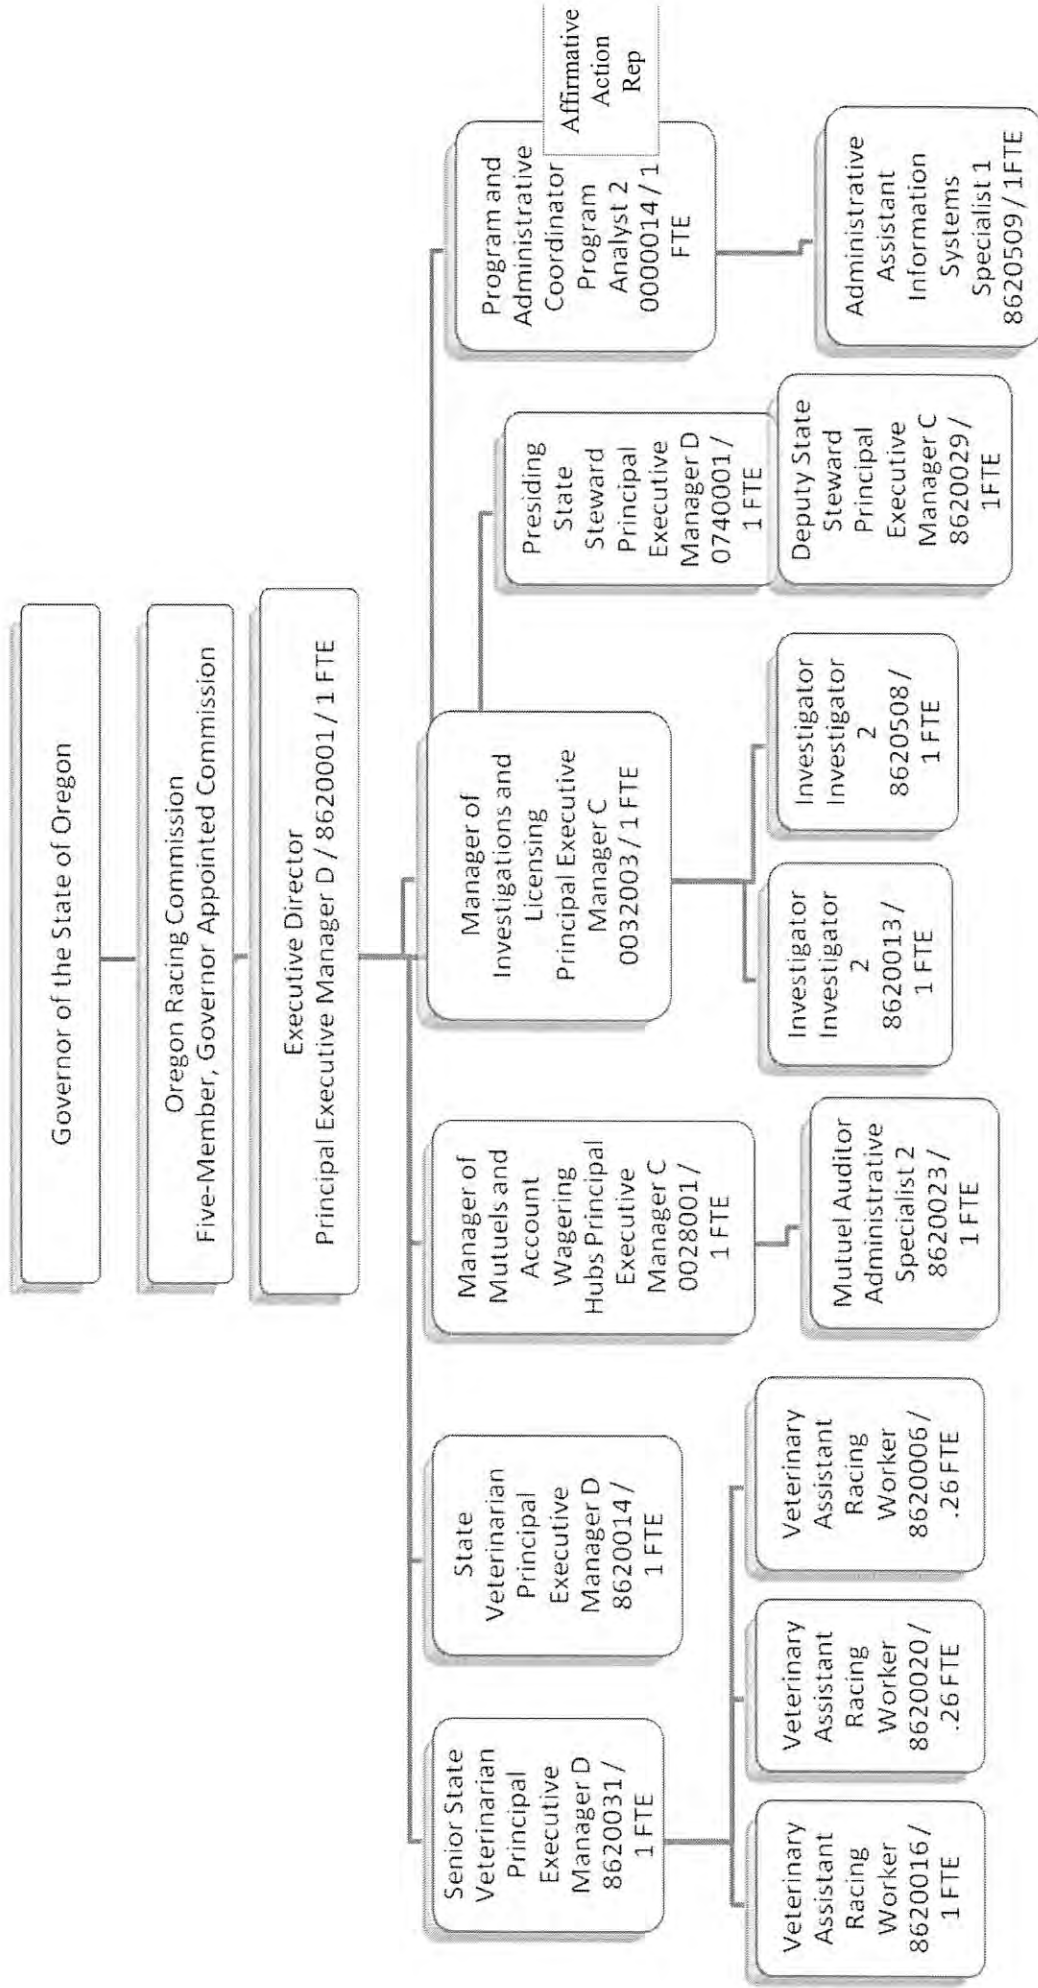 Governor of the State of Oregon
Oregon Racing Commission
Five-Member, Governor Appointed Commission
Executive Director
Principal Executive Manager D / 8620001 / 1 FTE
Senior State
Veterinarian
Principal
Executive
Manager D
8620031 /
1 FTE
State
Veterinarian
Principal
Executive
Manager D
8620014 /
1 FTE
Manager of
Mutuels and
Account
Wagering
Hubs Principal
Executive
Manager C
0028001 /
1 FTE
Manager of
Investigations and
Licensing
Principal Executive
Manager C
0032003 / 1 FTE
Presiding
State
Steward
Principal
Executive
Manager D
0740001 /
1 FTE
Program and
Administrative
Coordinator
Program
Analyst 2
0000014 / 1
FTE
Affirmative
Action
Rep
Veterinary
Assistant
Racing
Worker
8620016 /
1 FTE
Veterinary
Assistant
Racing
Worker
8620020 /
.26 FTE
Veterinary
Assistant
Racing
Worker
8620006 /
.26 FTE
Mutuel Auditor
Administrative
Specialist 2
8620023 /
1 FTE
Investigator
Investigator
2
8620013 /
1 FTE
Investigator
Investigator
2
8620508 /
1 FTE
Deputy State
Steward
Principal
Executive
Manager C
8620029 /
1FTE
Administrative
Assistant
Information
Systems
Specialist 1
8620509 / 1FTE